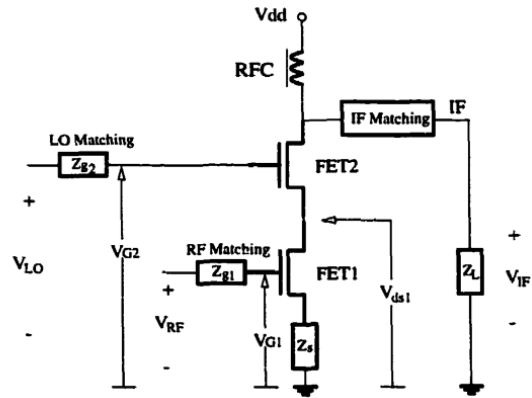 Vdd
RFC
IF Matching
IF
LO Matching
Zg2
FET2
VLO
VG2
RF Matching
Zg1
FET1
Vds1
ZL
VIF
VRF
VG1
Zs
+
-
+
-
+
-